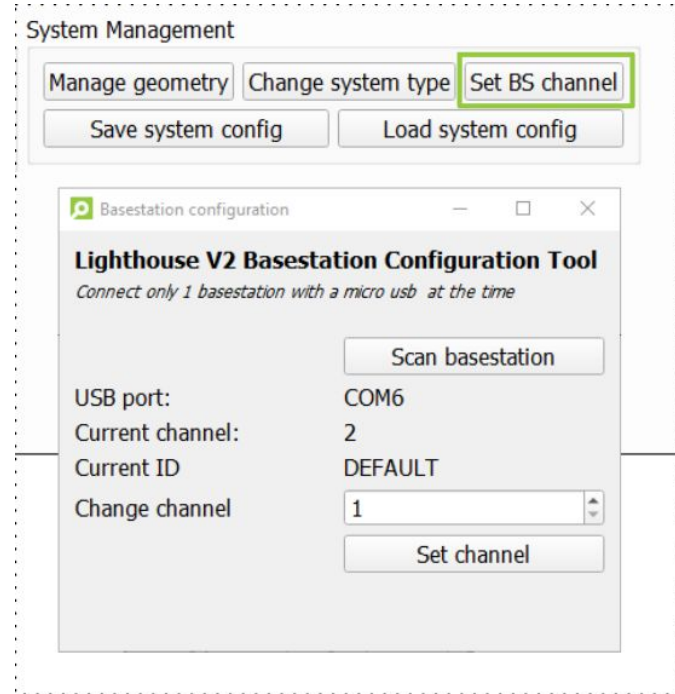 System Management
Manage geometry Change system type Set BS channel
Save system config Load system config
Basestation configuration
Lighthouse V2 Basestation Configuration Tool
Connect only 1 basestation with a micro usb at the time
Scan basestation
USB port: COM6
Current channel: 2
Current ID DEFAULT
Change channel 1
Set channel